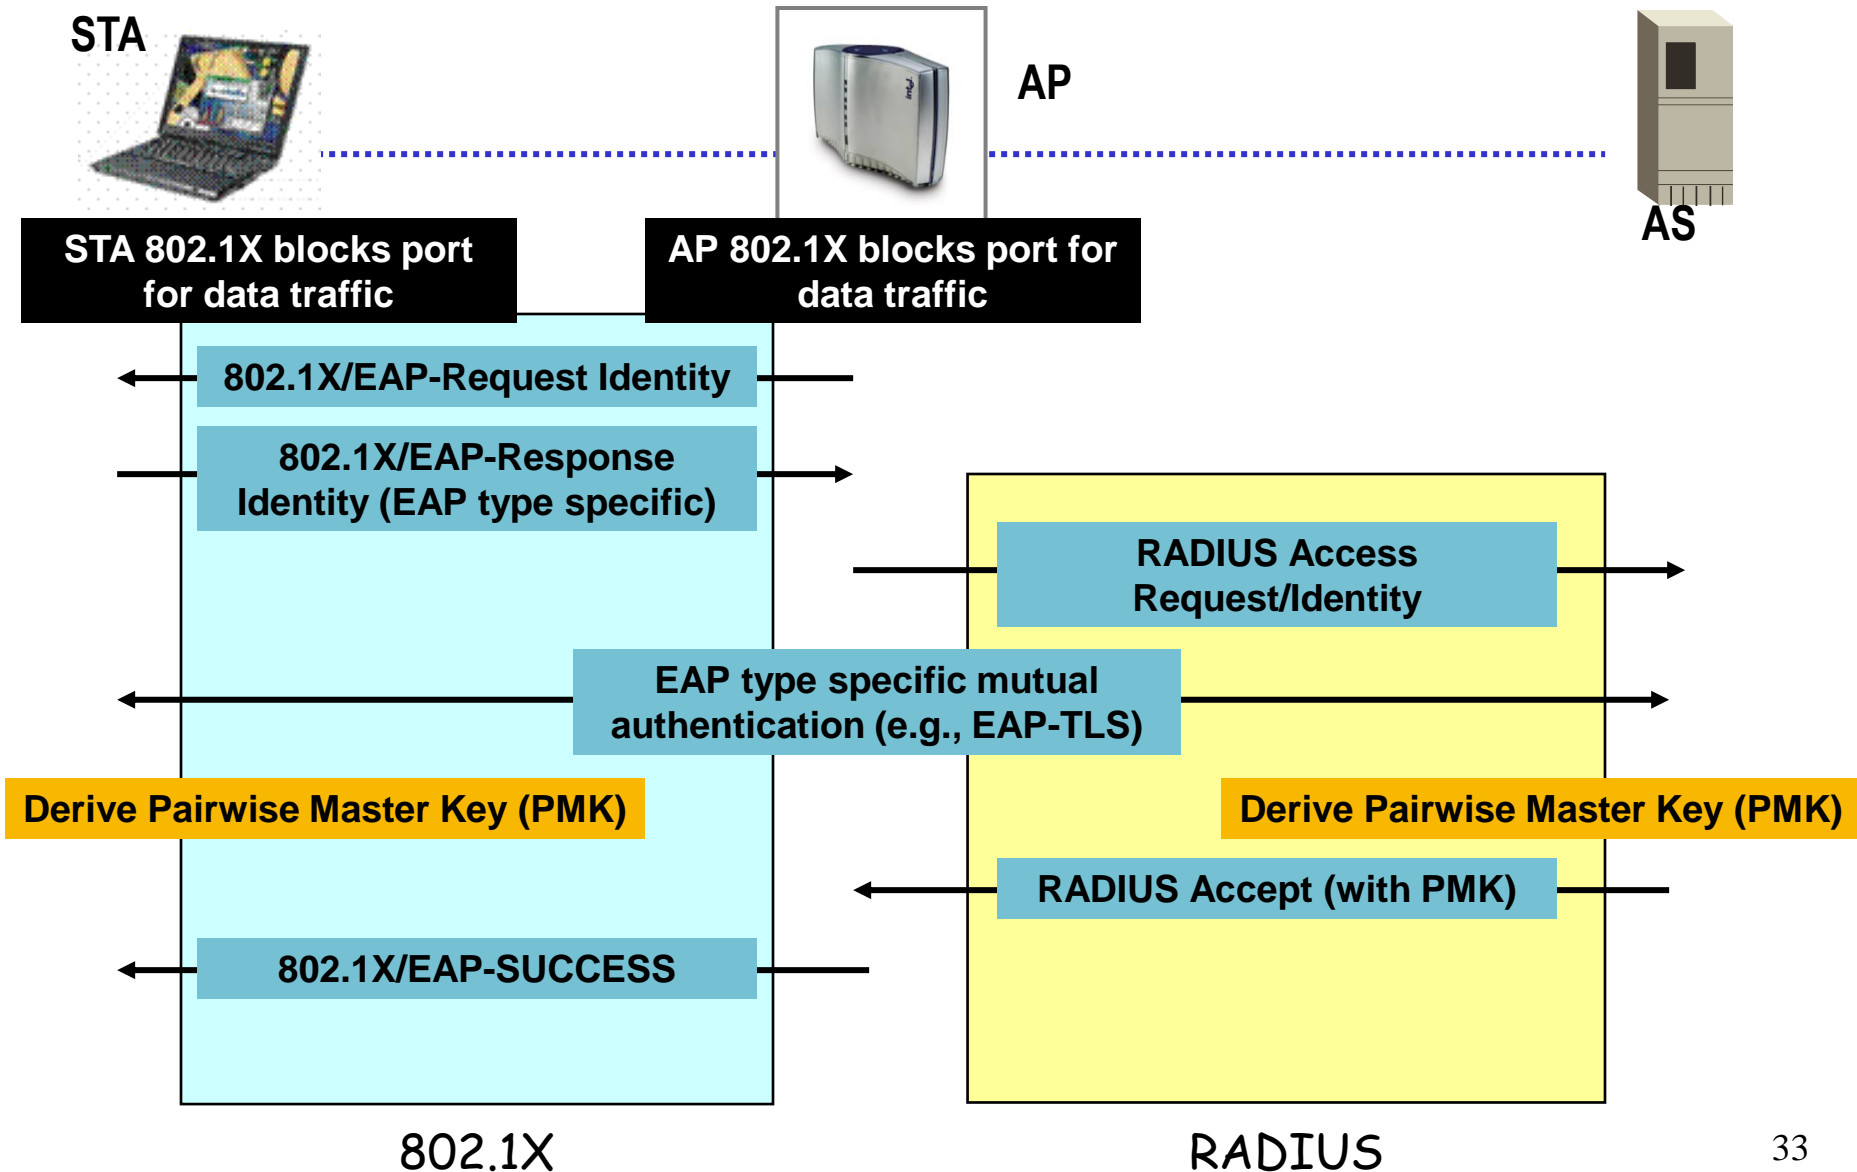 STA
AP
intel
AS
STA 802.1X blocks port
for data traffic
AP 802.1X blocks port for
data traffic
802.1X/EAP-Request Identity
802.1X/EAP-Response
Identity (EAP type specific)
RADIUS Access
Request/Identity
EAP type specific mutual
authentication (e.g., EAP-TLS)
Derive Pairwise Master Key (PMK)
Derive Pairwise Master Key (PMK)
RADIUS Accept (with PMK)
802.1X/EAP-SUCCESS
802.1X
RADIUS
33